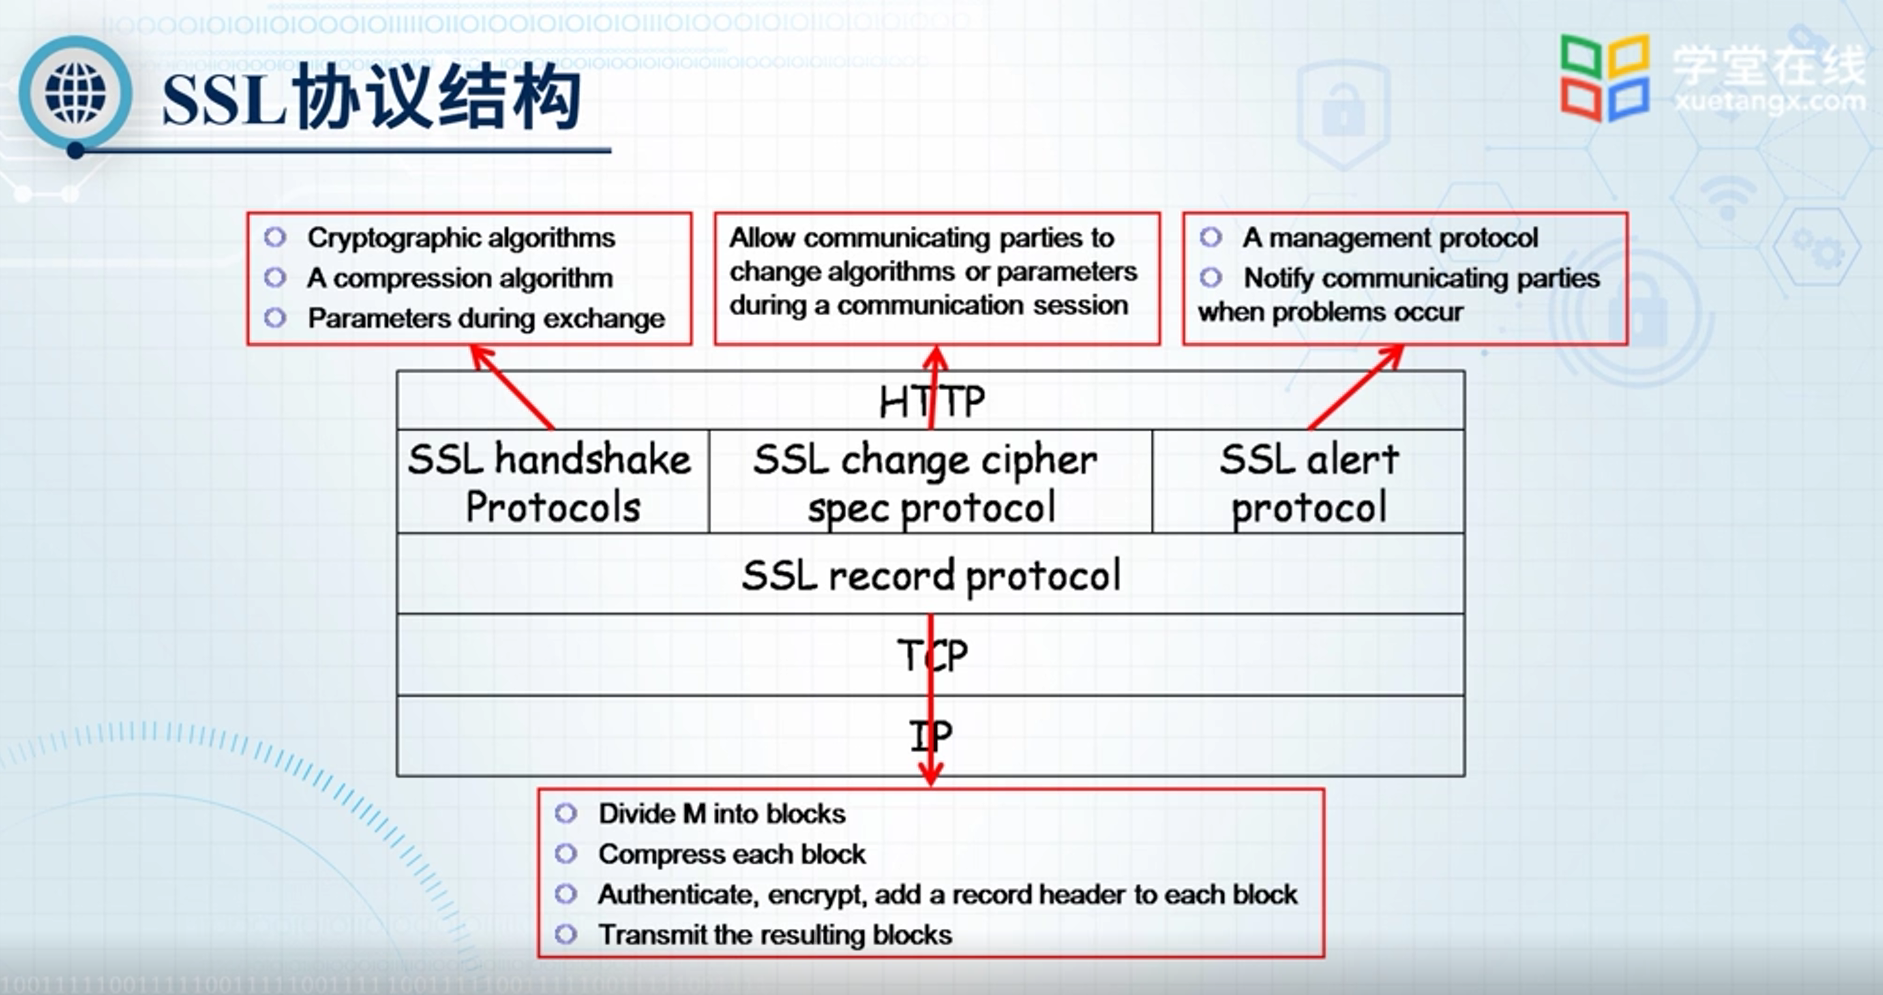 SSL协议结构
学堂在线
xuetangx.com
Cryptographic algorithms
A compression algorithm
Parameters during exchange
Allow communicating parties to
change algorithms or parameters
during a communication session
A management protocol
Notify communicating parties
when problems occur
HTTP
SSL handshake
Protocols
SSL change cipher
spec protocol
SSL alert
protocol
SSL record protocol
TCP
IP
Divide M into blocks
Compress each block
Authenticate, encrypt, add a record header to each block
Transmit the resulting blocks